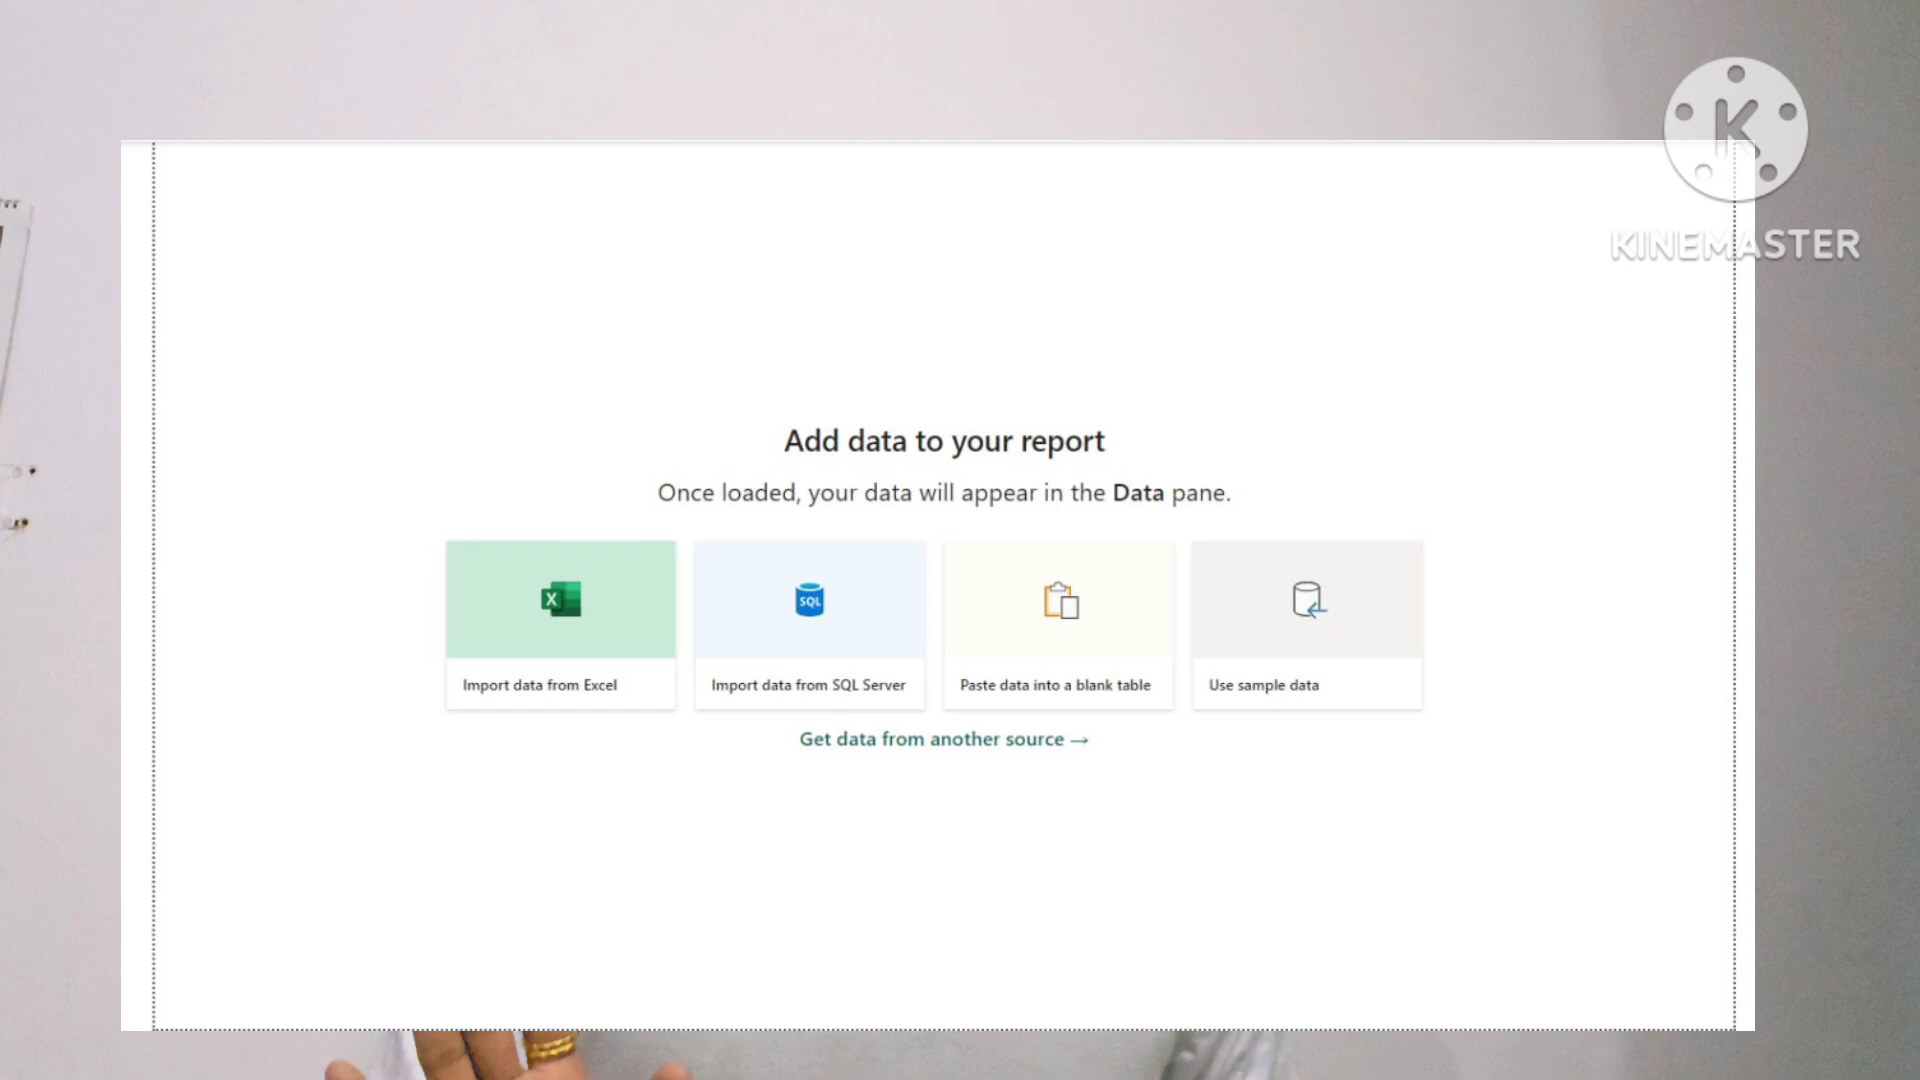 K
KINEMASTER
Add data to your report
Once loaded, your data will appear in the Data pane.
X
SQL
Import data from Excel
Import data from SQL Server
Paste data into a blank table
Use sample data
Get data from another source →